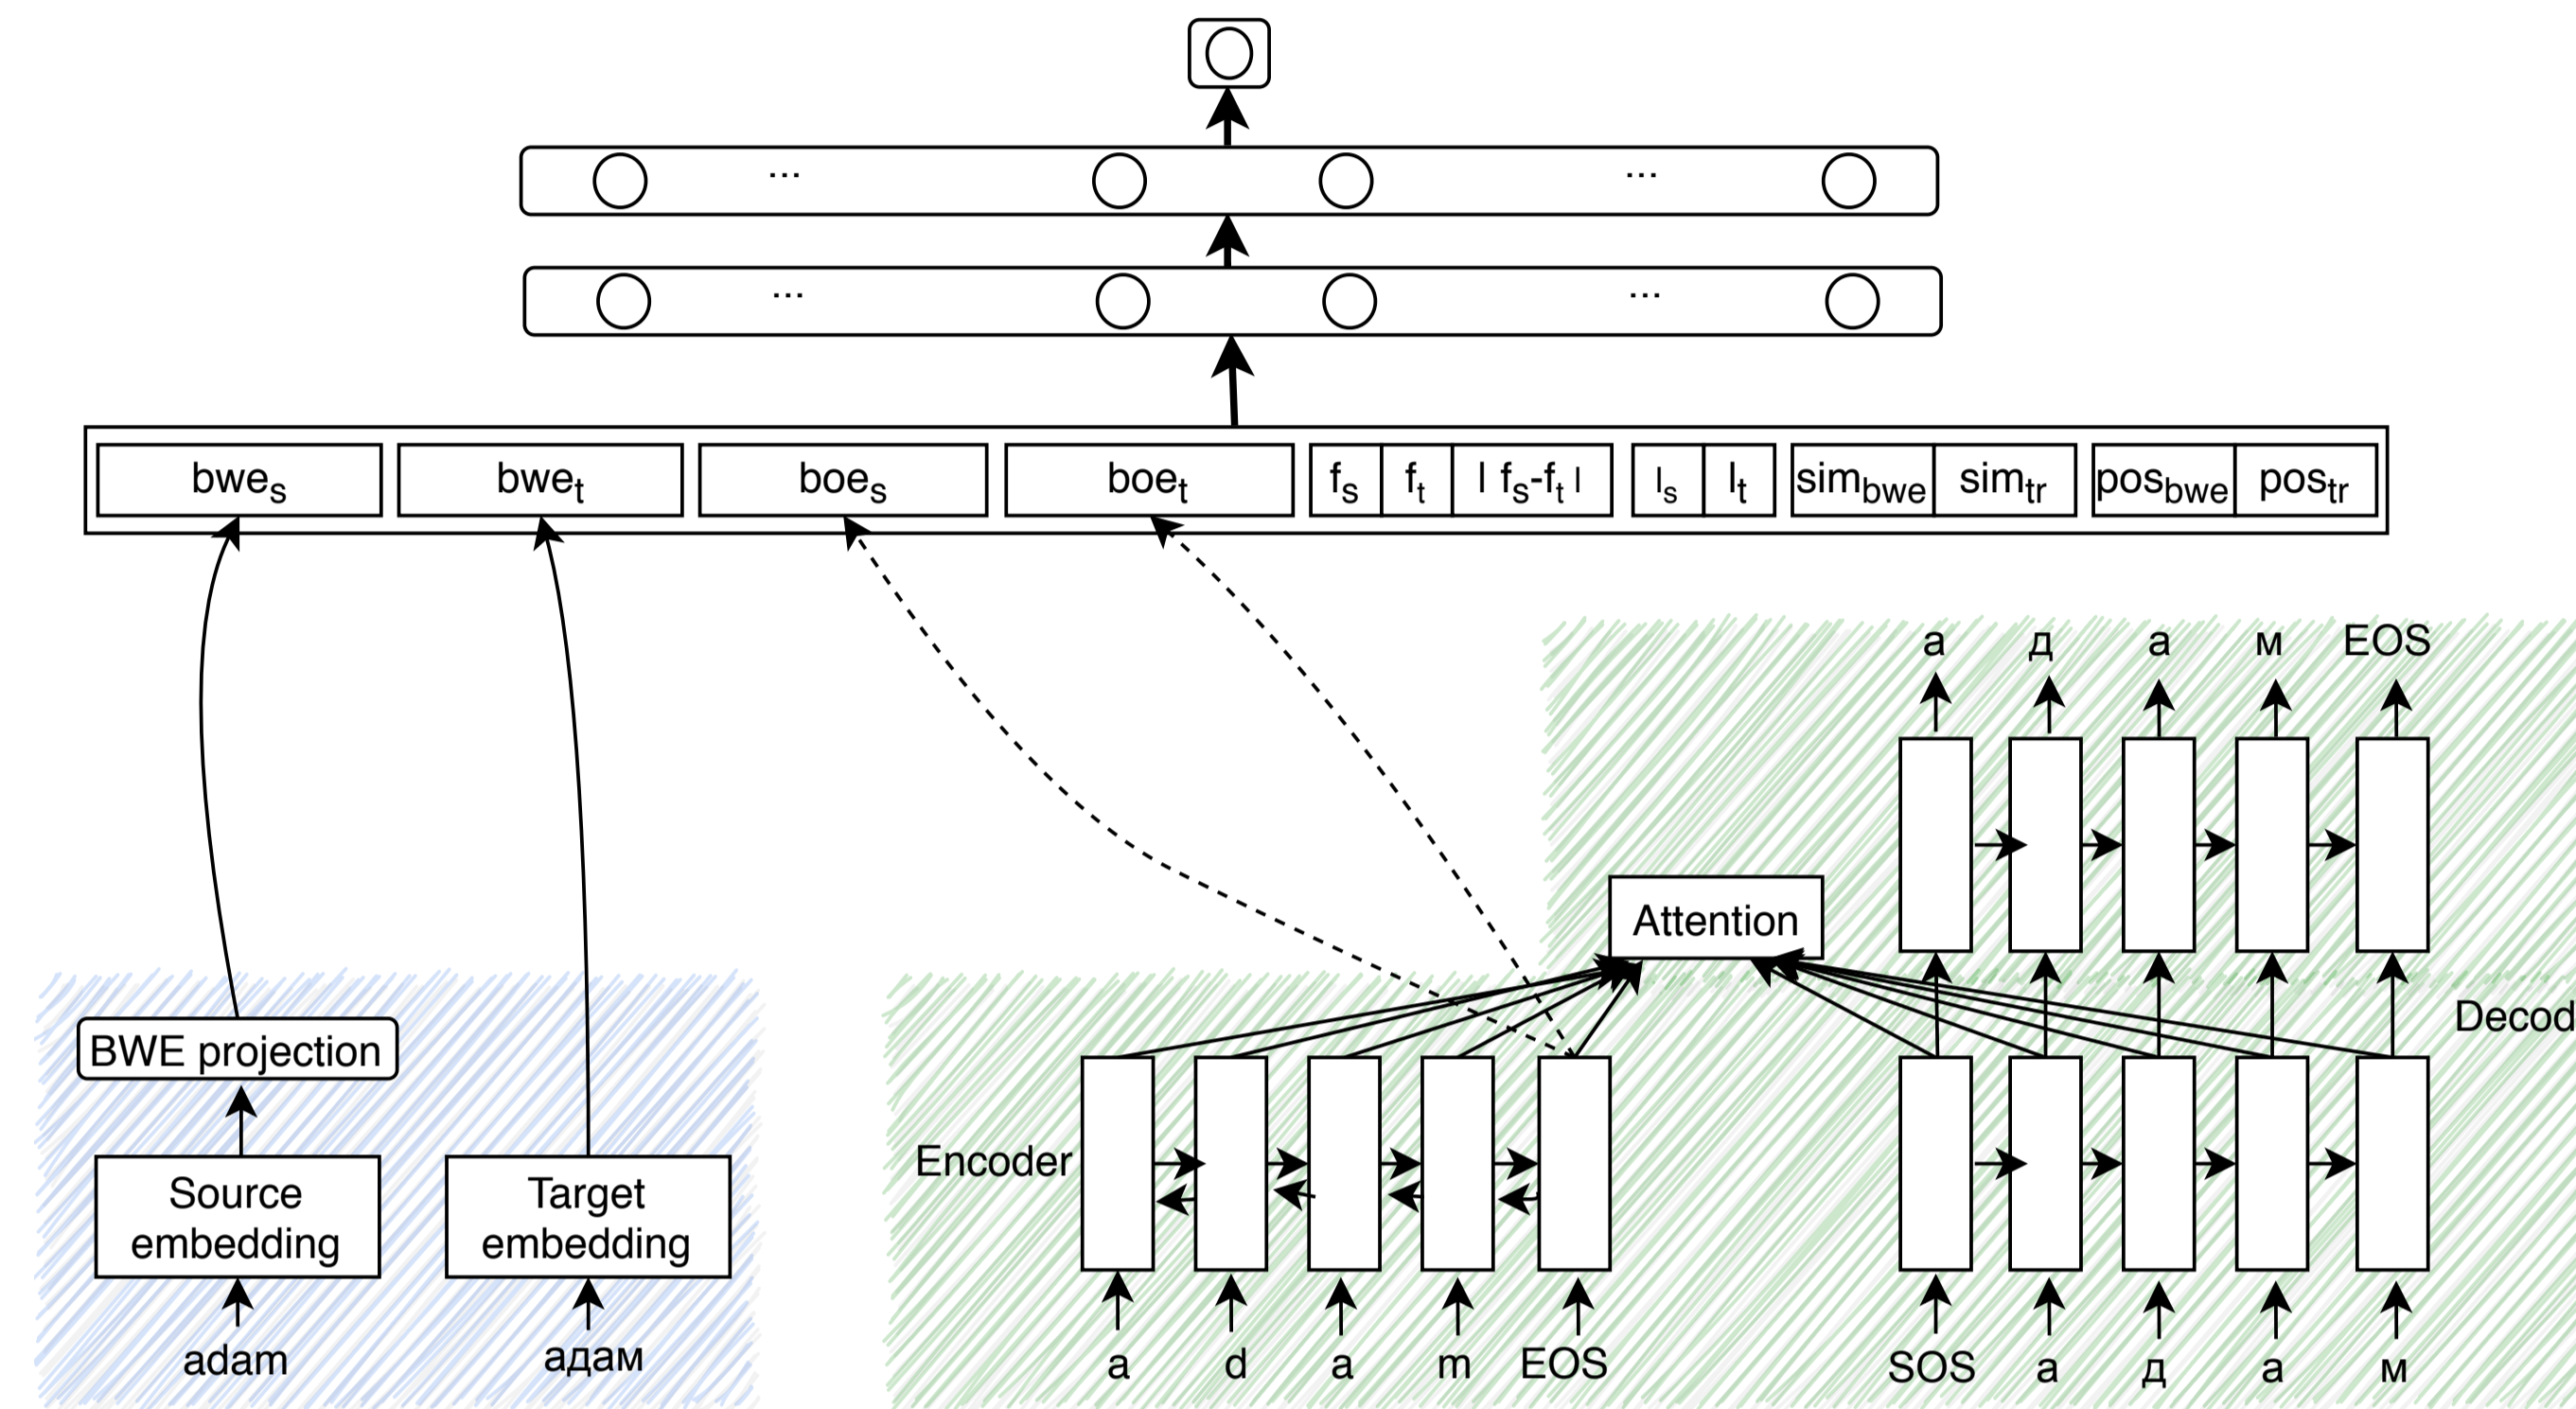 ...
...
...
...
bwes
bwet
boes
boet
fs
ft
| fs-ft |
ls
lt
simbwe
simtr
posbwe
postr
а
д
а
м
EOS
Attention
Decod
BWE projection
Encoder
Source
embedding
Target
embedding
adam
адам
a
d
a
m
EOS
SOS
а
д
а
м